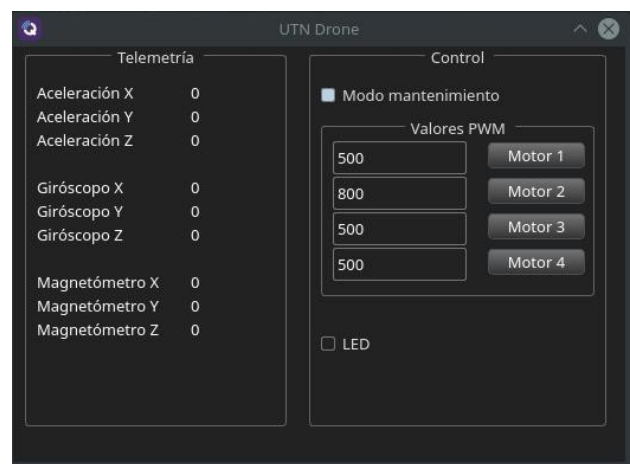 UTN Drone
Telemetría
Aceleración X 0
Aceleración Y 0
Aceleración Z 0
Giróscopo X 0
Giróscopo Y 0
Giróscopo Z 0
Magnetómetro X 0
Magnetómetro Y 0
Magnetómetro Z 0
Control
Modo mantenimiento
Valores PWM
500 Motor 1
800 Motor 2
500 Motor 3
500 Motor 4
LED